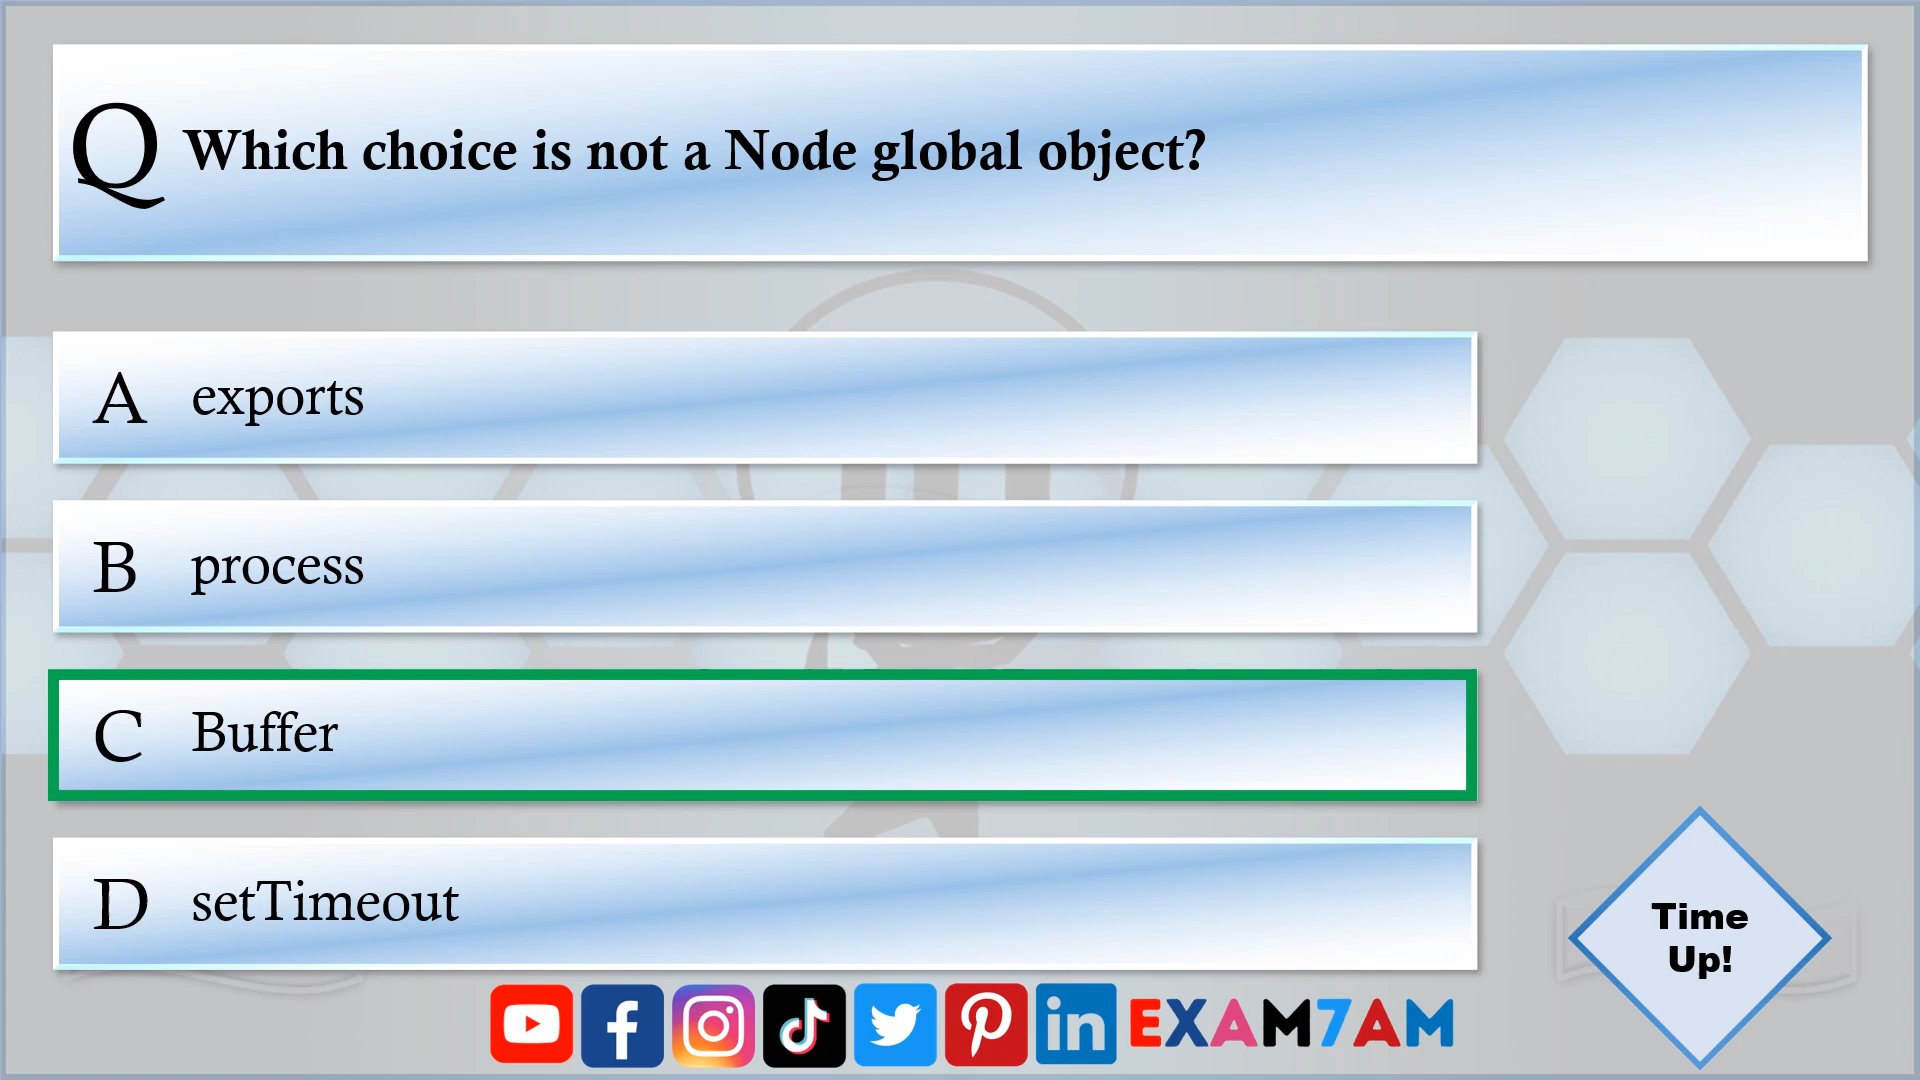 Q Which choice is not a Node global object?
A exports
B process
C Buffer
D setTimeout
Time
Up!
EXAM7AM